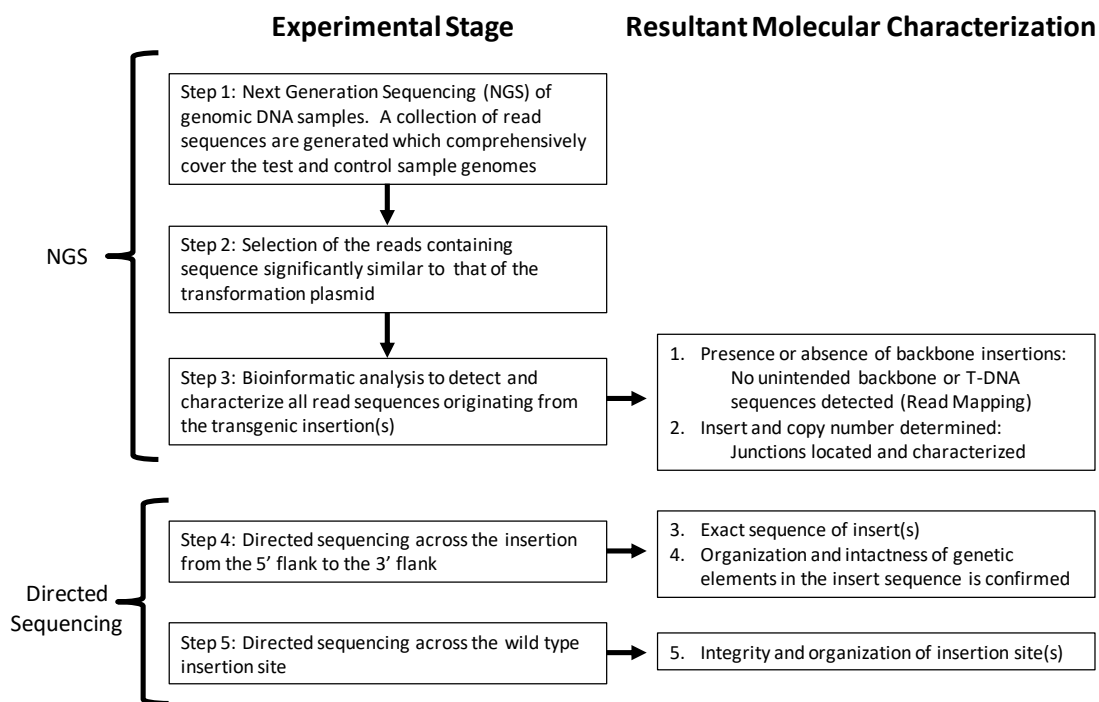 Experimental Stage
Resultant Molecular Characterization
NGS
Step 1: Next Generation Sequencing (NGS) of
genomic DNA samples.  A collection of read
sequences are generated which comprehensively
cover the test and control sample genomes
Step 2: Selection of the reads containing
sequence significantly similar to that of the
transformation plasmid
Step 3: Bioinformatic analysis to detect and
characterize all read sequences originating from
the transgenic insertion(s)
1. Presence or absence of backbone insertions:
No unintended backbone or T-DNA
sequences detected (Read Mapping)
2. Insert and copy number determined:
Junctions located and characterized
Directed
Sequencing
Step 4: Directed sequencing across the insertion
from the 5’ flank to the 3’ flank
3. Exact sequence of insert(s)
4. Organization and intactness of genetic
elements in the insert sequence is confirmed
Step 5: Directed sequencing across the wild type
insertion site
5. Integrity and organization of insertion site(s)